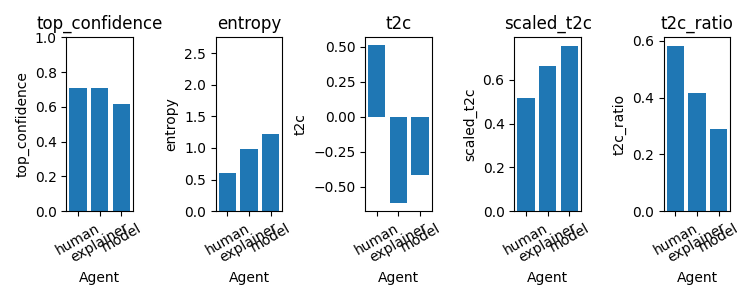 top_confidence
1.0
0.8
0.6
0.4
0.2
0.0
top_confidence
human
explainer
model
Agent
entropy
2.5
2.0
1.5
1.0
0.5
0.0
entropy
human
explainer
model
Agent
t2c
0.50
0.25
0.00
−0.25
−0.50
t2c
human
explainer
model
Agent
scaled_t2c
0.6
0.4
0.2
0.0
scaled_t2c
human
explainer
model
Agent
t2c_ratio
0.6
0.4
0.2
0.0
t2c_ratio
human
explainer
model
Agent